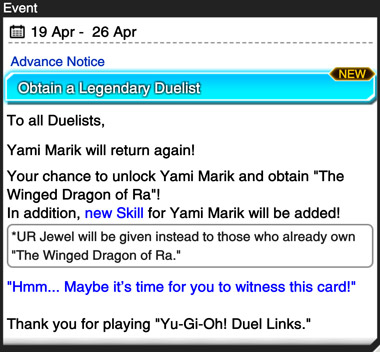 Event
19 Apr - 26 Apr
Advance Notice
NEW
Obtain a Legendary Duelist
To all Duelists,
Yami Marik will return again!
Your chance to unlock Yami Marik and obtain "The
Winged Dragon of Ra"!
In addition, new Skill for Yami Marik will be added!
*UR Jewel will be given instead to those who already own
"The Winged Dragon of Ra."
"Hmm... Maybe it's time for you to witness this card!"
Thank you for playing "Yu-Gi-Oh! Duel Links."